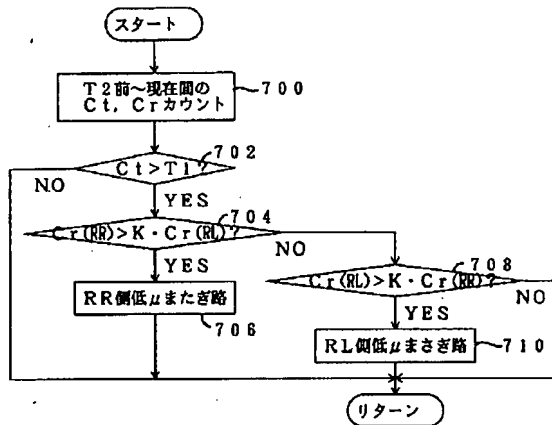 スタート
T2前～現在間の
Ct, Crカウント
700
Ct>T1?
702
NO
YES
Cr(RR)>K・Cr(RL)?
704
NO
YES
Cr(RL)>K・Cr(RR)?
708
NO
RR側低μまたぎ路
706
YES
RL側低μまさぎ路
710
リターン